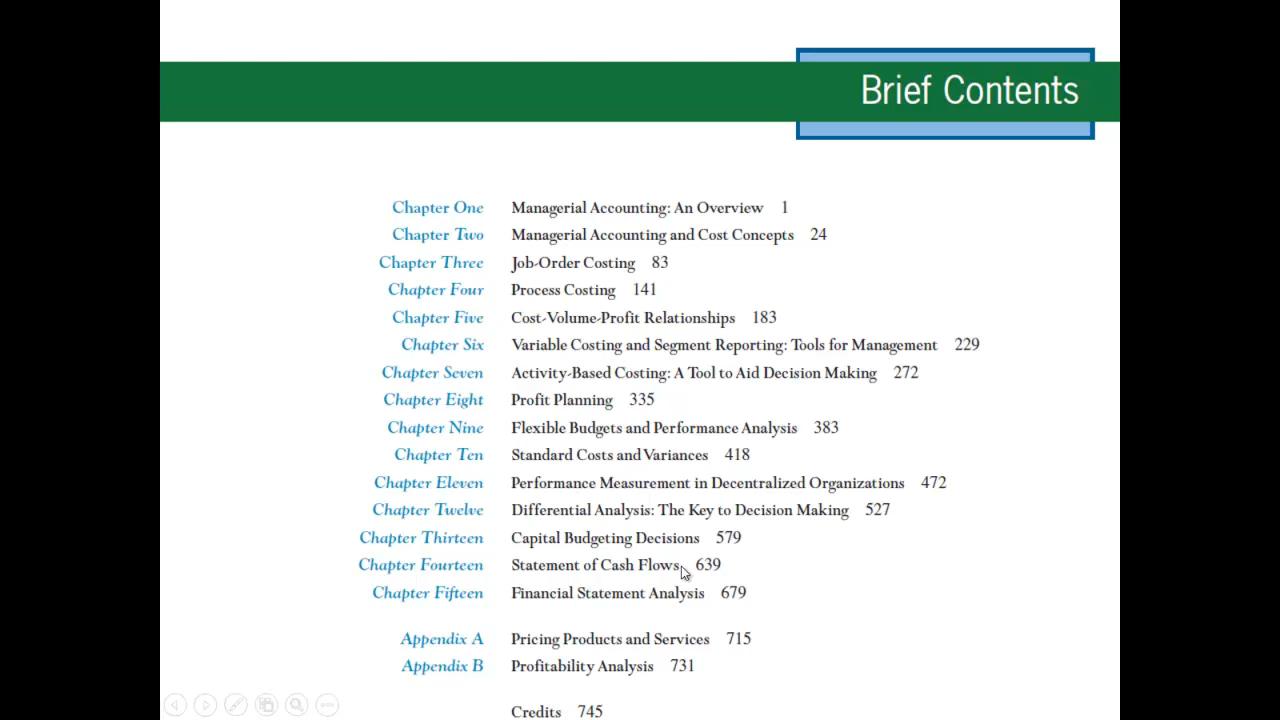 Brief Contents
Chapter One Managerial Accounting: An Overview 1
Chapter Two Managerial Accounting and Cost Concepts 24
Chapter Three Job-Order Costing 83
Chapter Four Process Costing 141
Chapter Five Cost-Volume-Profit Relationships 183
Chapter Six Variable Costing and Segment Reporting: Tools for Management 229
Chapter Seven Activity-Based Costing: A Tool to Aid Decision Making 272
Chapter Eight Profit Planning 335
Chapter Nine Flexible Budgets and Performance Analysis 383
Chapter Ten Standard Costs and Variances 418
Chapter Eleven Performance Measurement in Decentralized Organizations 472
Chapter Twelve Differential Analysis: The Key to Decision Making 527
Chapter Thirteen Capital Budgeting Decisions 579
Chapter Fourteen Statement of Cash Flows 639
Chapter Fifteen Financial Statement Analysis 679
Appendix A Pricing Products and Services 715
Appendix B Profitability Analysis 731
Credits 745